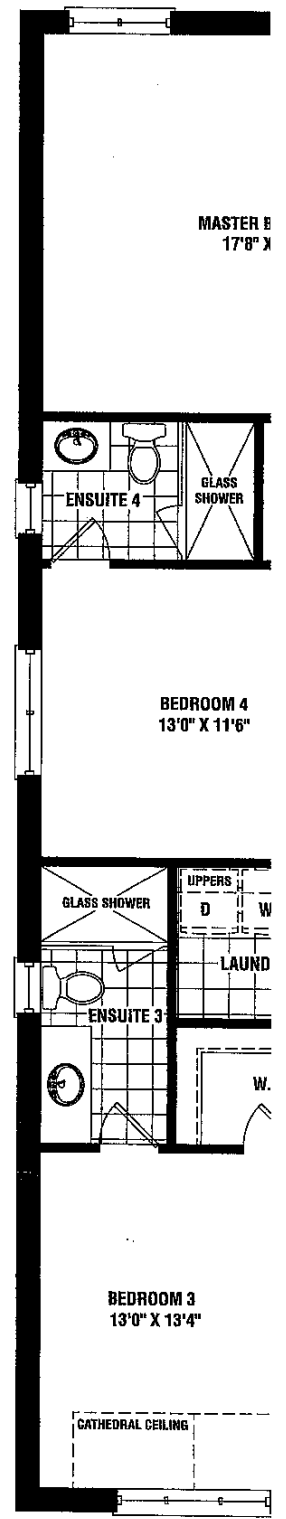 MASTER
17'8" X
ENSUITE 4
GLASS
SHOWER
BEDROOM 4
13'0" X 11'6"
UPPERS
GLASS SHOWER
D
W
LAUND
ENSUITE 3
W.
BEDROOM 3
13'0" X 13'4"
CATHEDRAL CEILING